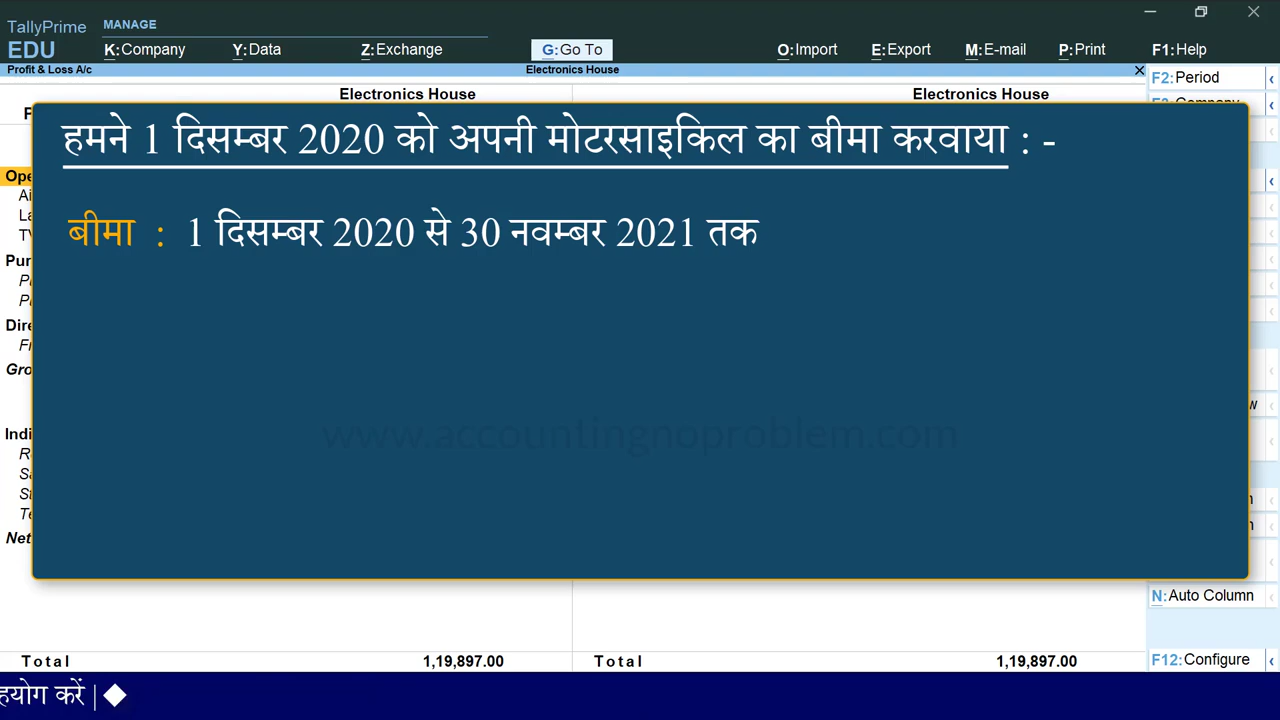 TallyPrime
MANAGE
EDU
K:Company
Y:Data
Z:Exchange
G:Go To
O:Import
E:Export
M:E-mail
P:Print
F1:Help
Profit & Loss A/c
Electronics House
F2:Period
Electronics House
Electronics House
हमने 1 दिसम्बर 2020 को अपनी मोटरसाइकिल का बीमा करवाया : -
बीमा : 1 दिसम्बर 2020 से 30 नवम्बर 2021 तक
www.accountingnoproblem.com
N:Auto Column
Total 1,19,897.00
Total 1,19,897.00
F12:Configure
हयोग करें |